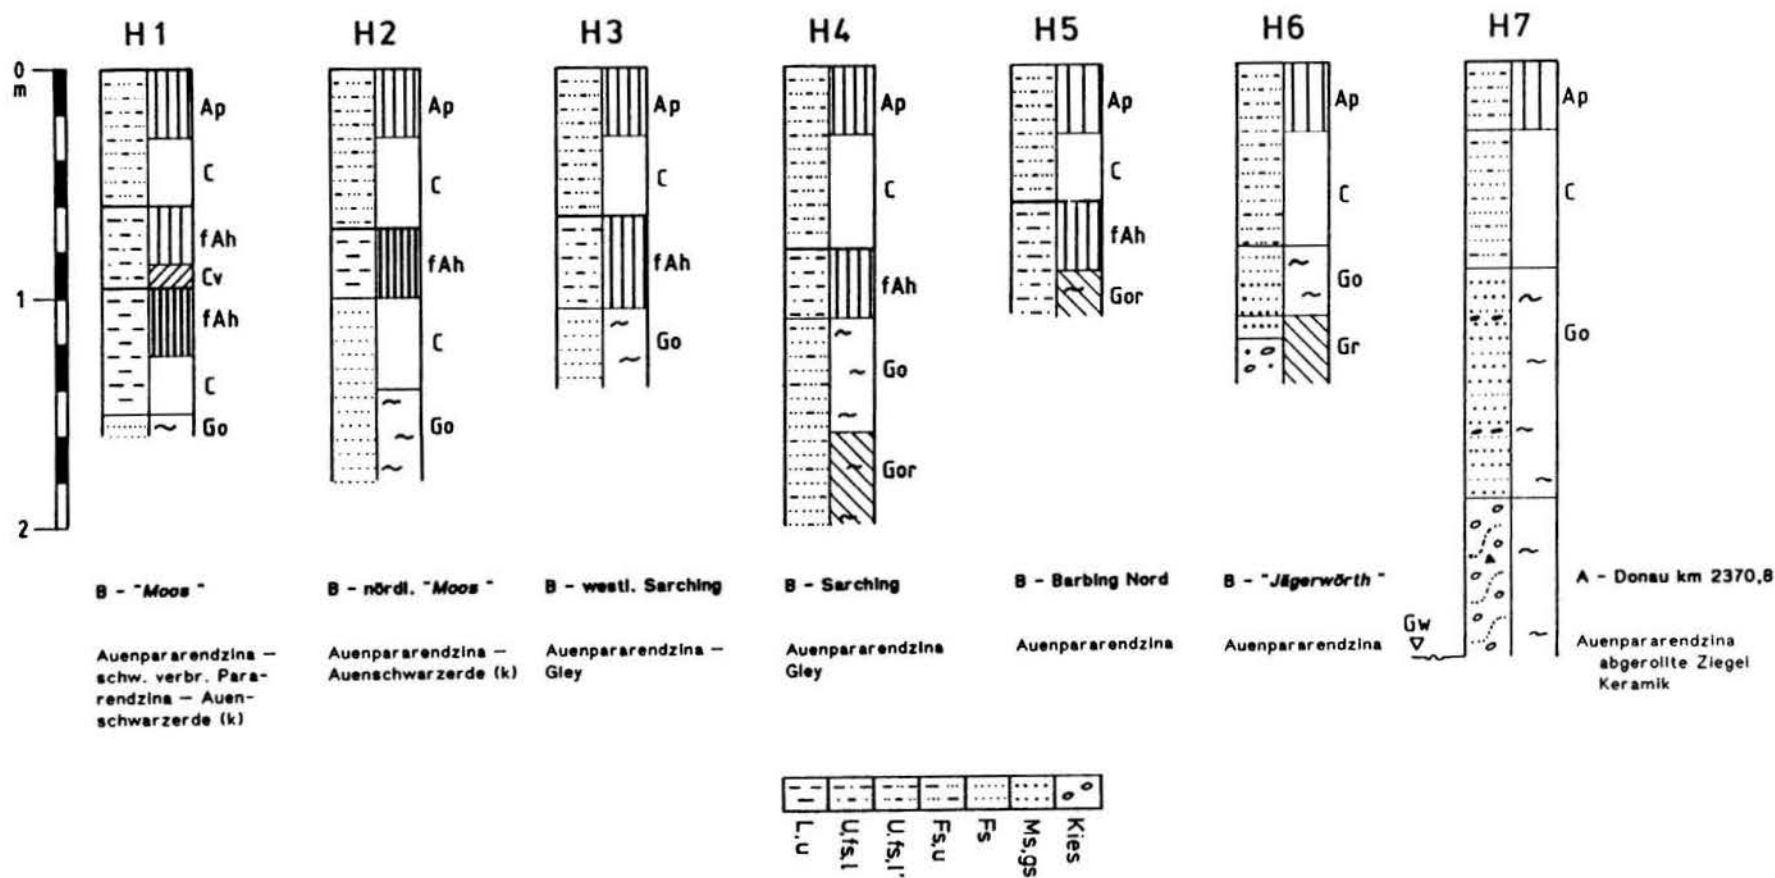 H1
H2
H3
H4
H5
H6
H7
0
m
1
2
Ap
C
fAh
Cv
fAh
C
Go
Ap
C
fAh
C
Go
Ap
C
fAh
Go
Ap
C
fAh
Go
Gor
Ap
C
fAh
Gor
Ap
C
Go
Gr
Ap
C
Go
B - "Moos"
Auenpararendzina —
schw. verbr. Para-
rendzina — Auen-
schwarzerde (k)
B - nördl. "Moos"
Auenpararendzina —
Auenschwarzerde (k)
B - westl. Sarching
Auenpararendzina —
Gley
B - Sarching
Auenpararendzina
Gley
B - Barbing Nord
Auenpararendzina
B - "Jägerwörth"
Auenpararendzina
Gw
A - Donau km 2370,8
Auenpararendzina
abgerollte Ziegel
Keramik
L,u
U,fs,l
U,fs,l'
Fs,u
Fs
Ms,gs
Kies